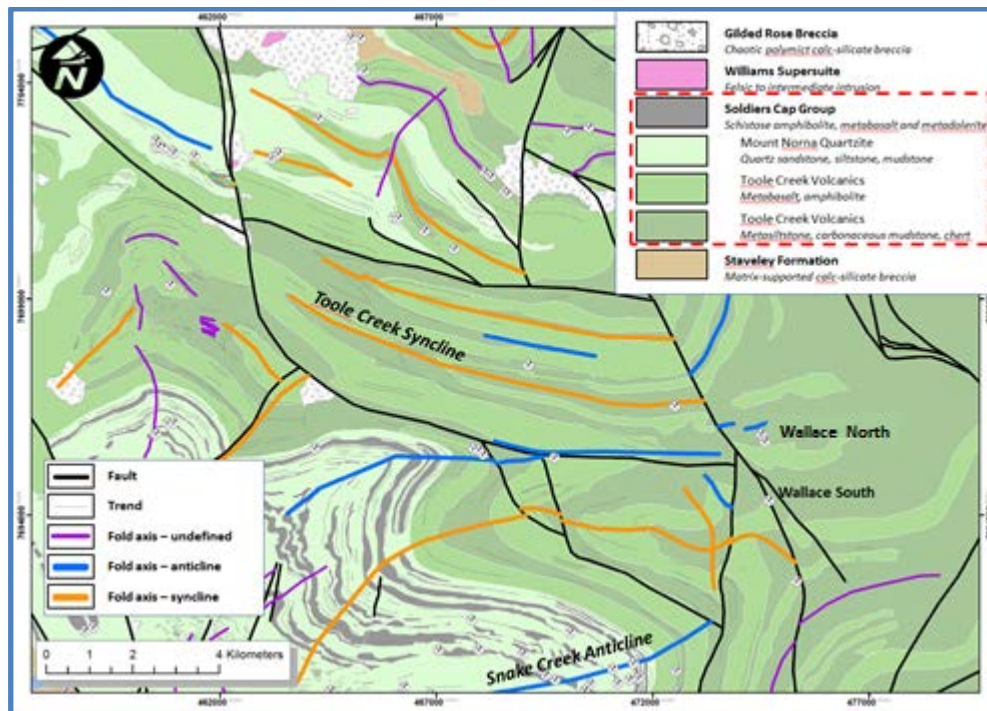 N
462000
467000
7704000
7699000
7694000
Gilded Rose Breccia
Chaotic polymict calc-silicate breccia
Williams Supersuite
Felsic to intermediate intrusion
Soldiers Cap Group
Schistose amphibolite, metabasalt and metadolerite
Mount Norna Quartzite
Quartz sandstone, siltstone, mudstone
Toole Creek Volcanics
Metabasalt, amphibolite
Toole Creek Volcanics
Metasiltstone, carbonaceous mudstone, chert
Staveley Formation
Matrix-supported calc-silicate breccia
Toole Creek Syncline
Wallace North
Wallace South
Snake Creek Anticline
Fault
Trend
Fold axis – undefined
Fold axis – anticline
Fold axis – syncline
0 2 4 Kilometers
462000
467000
472000
477000